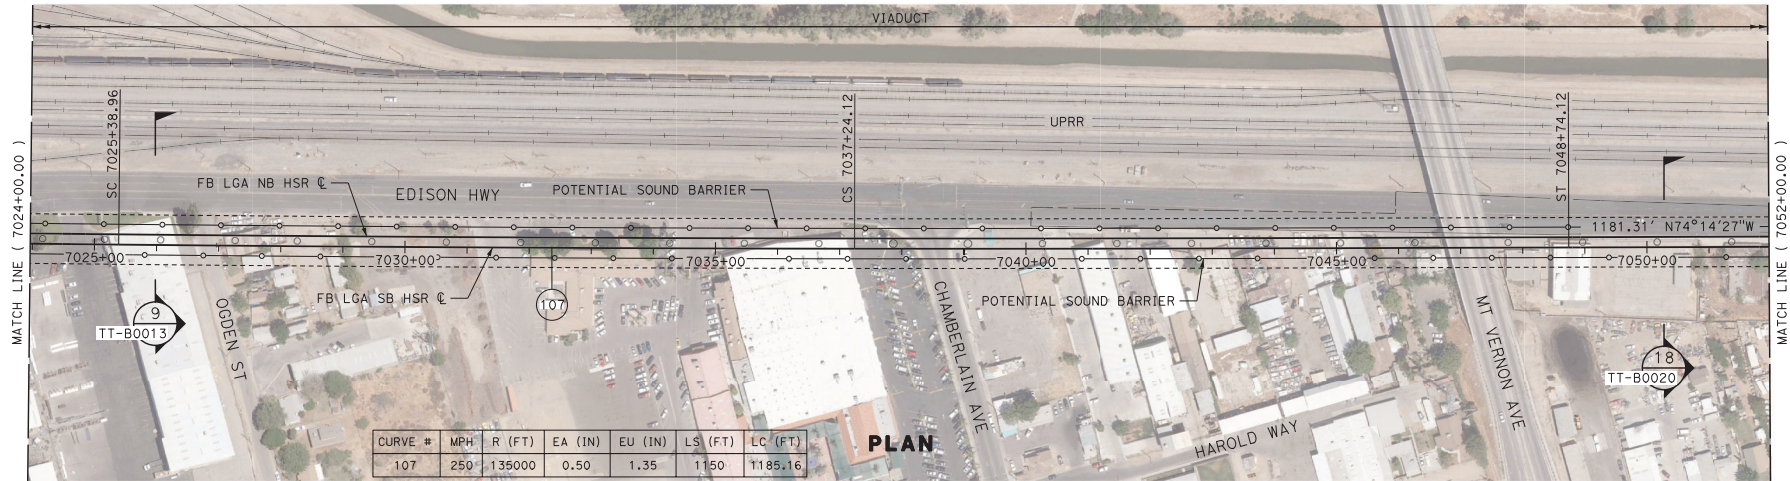 VIADUCT
MATCH LINE ( 7024+00.00 )
SC 7025+38.96
CS 7037+24.12
ST 7048+74.12
MATCH LINE ( 7052+00.00 )
UPRR
FB LGA NB HSR ℄
EDISON HWY
POTENTIAL SOUND BARRIER
1181.31' N74°14'27"W
7025+00
7030+00
7035+00
7040+00
7045+00
7050+00
FB LGA SB HSR ℄
107
POTENTIAL SOUND BARRIER
9
TT-B0013
OGDEN ST
CHAMBERLAIN AVE
MT VERNON AVE
18
TT-B0020
HAROLD WAY
CURVE # MPH R (FT) EA (IN) EU (IN) LS (FT) LC (FT)
107 250 135000 0.50 1.35 1150 1185.16
PLAN